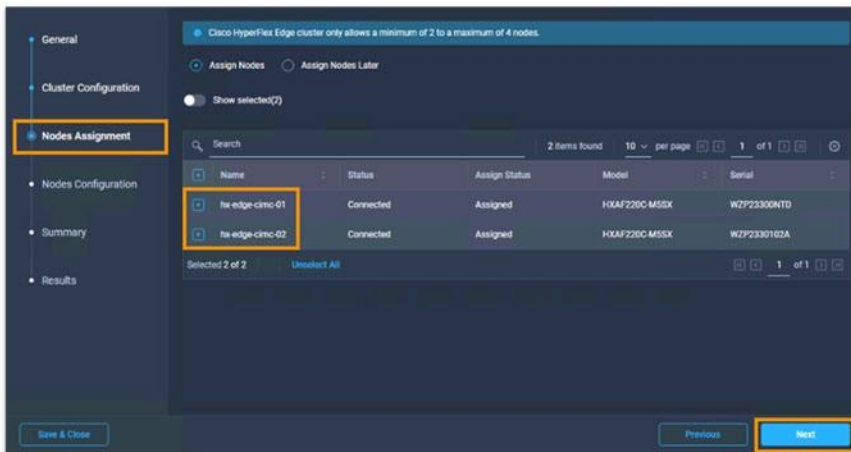 General
Cluster Configuration
Nodes Assignment
Nodes Configuration
Summary
Results
Cisco HyperFlex Edge cluster only allows a minimum of 2 to a maximum of 4 nodes.
Assign Nodes Assign Nodes Later
Show selected(2)
Search 2 items found 10 per page 1 of 1
Name Status Assign Status Model Serial
hx-edge-cimc-01 Connected Assigned HXAF220C-M5SX WZP23300NTD
hx-edge-cimc-02 Connected Assigned HXAF220C-M5SX WZP2330102A
Selected 2 of 2 Unselect All 1 of 1
Save & Close Previous Next